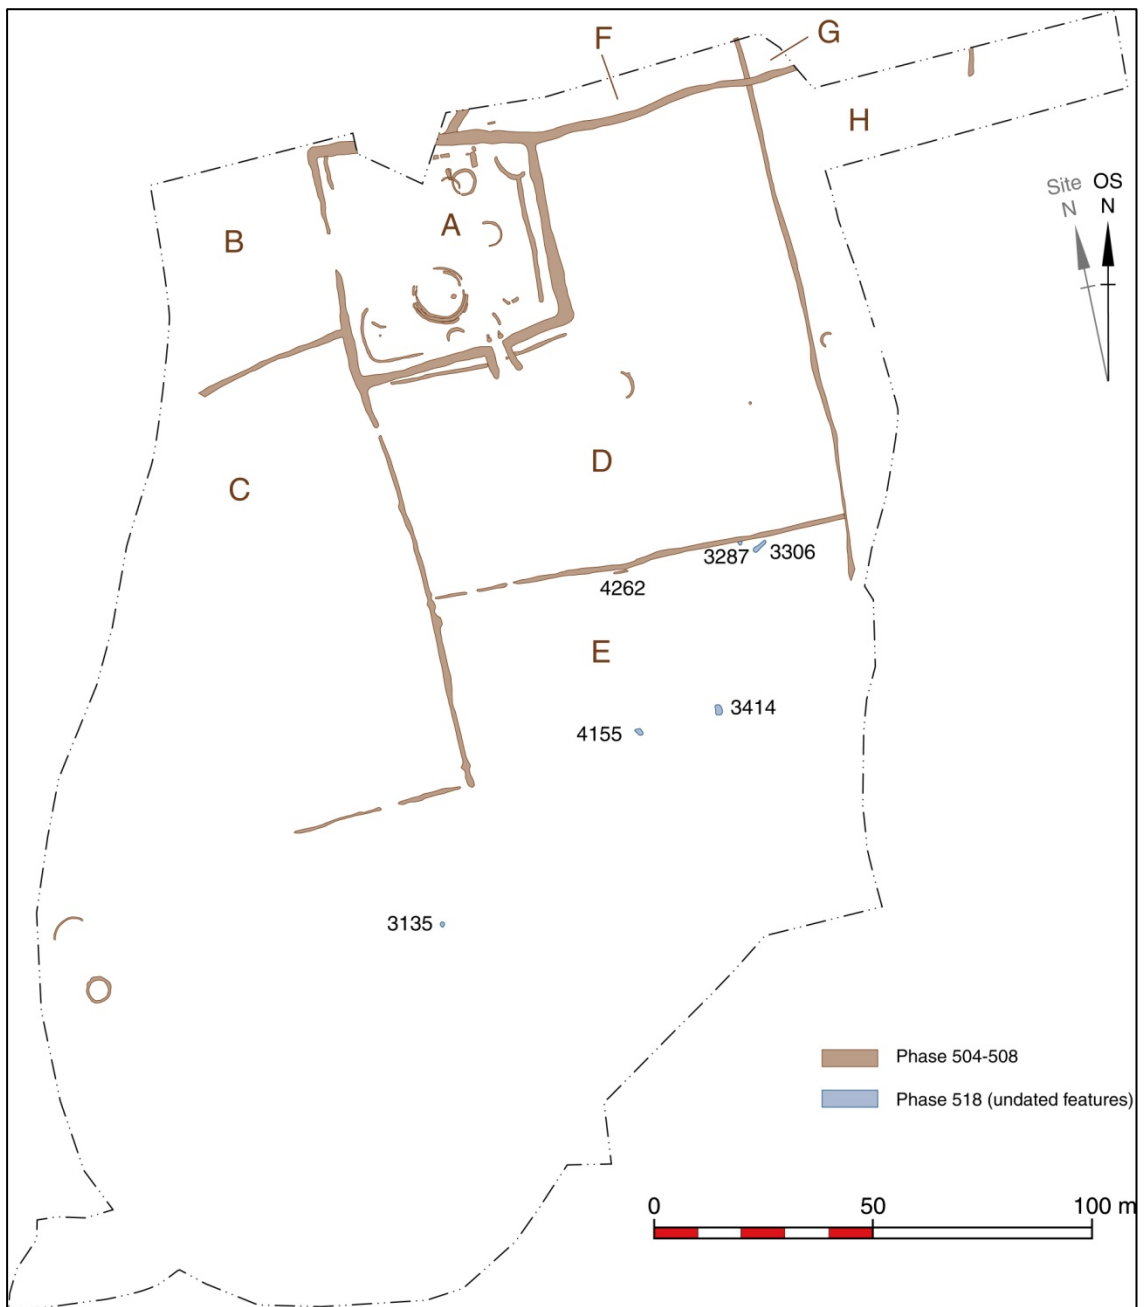 F
G
H
Site OS
N N
B
A
C
D
3287
3306
4262
E
3414
4155
3135
Phase 504-508
Phase 518 (undated features)
0 50 100 m